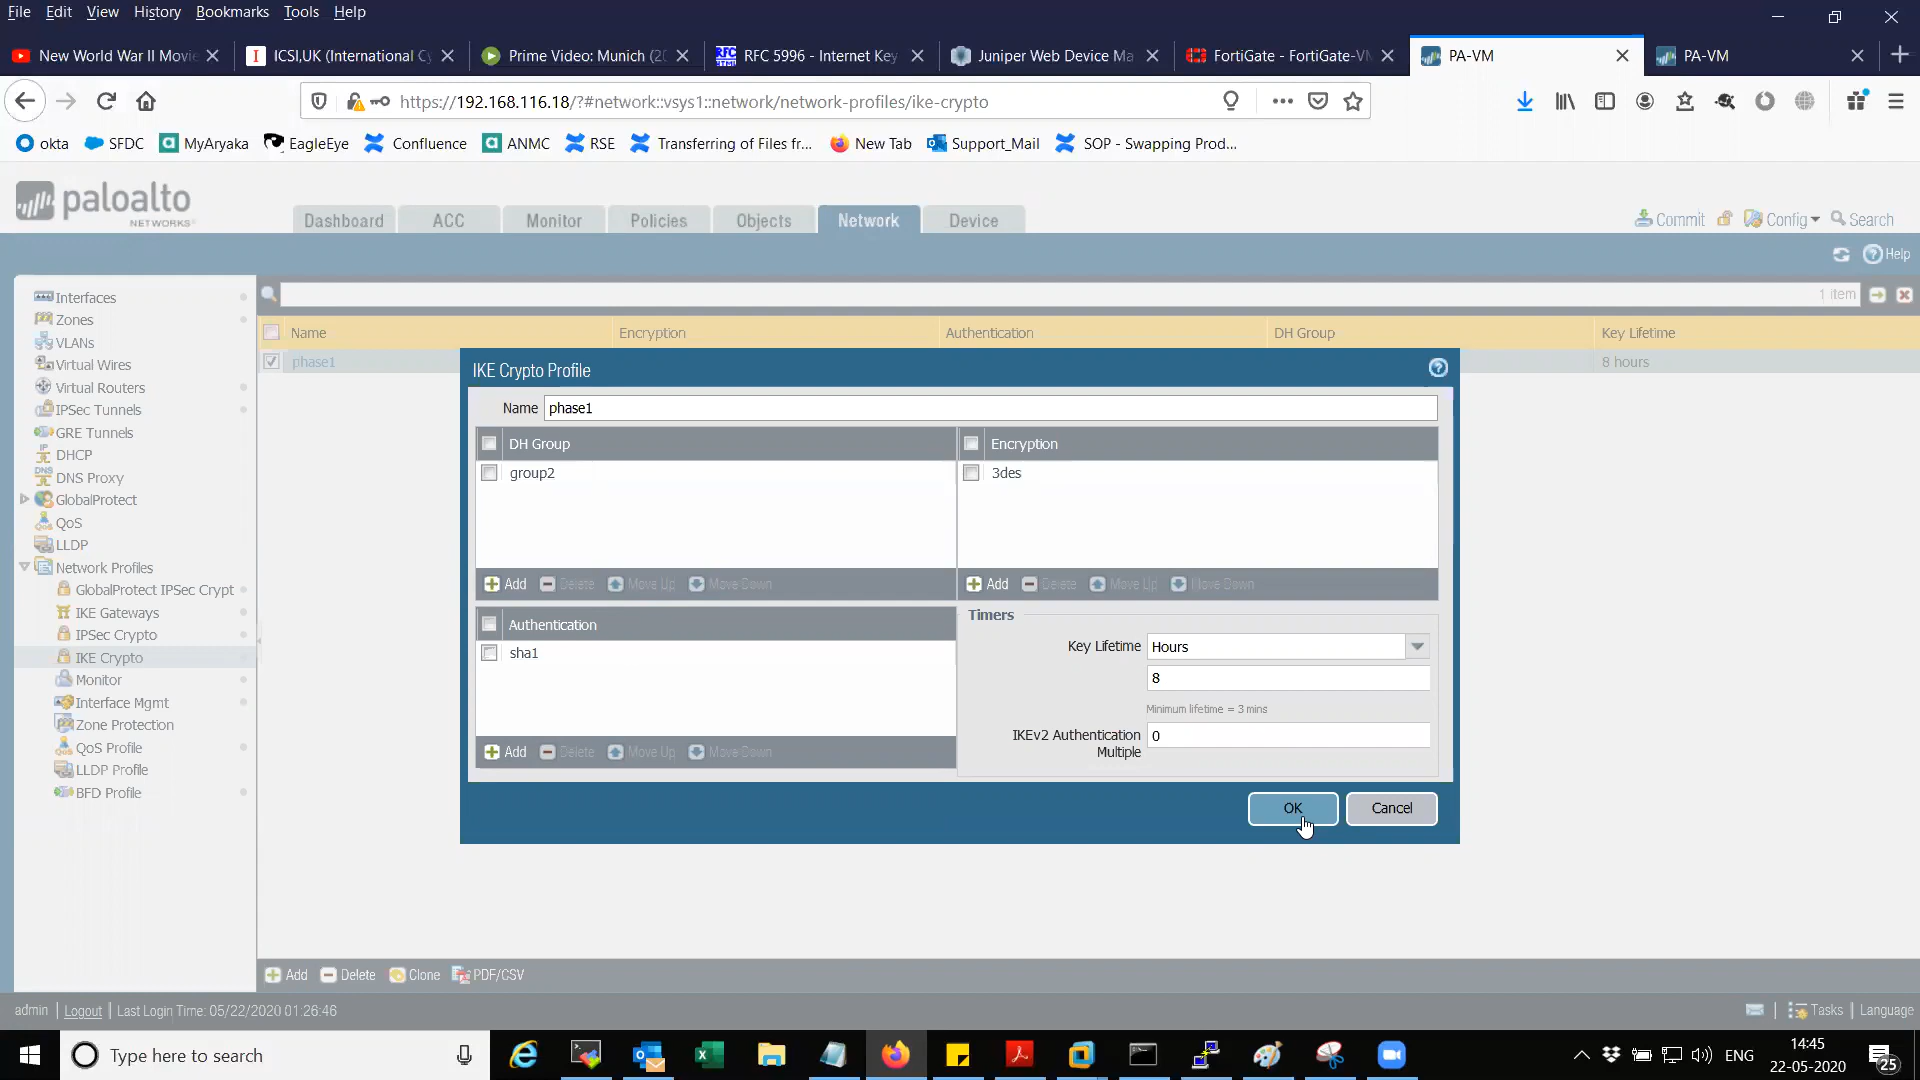 File Edit View History Bookmarks Tools Help
New World War II Movie
ICSI,UK (International Cy
Prime Video: Munich (20
RFC 5996 - Internet Key
Juniper Web Device Ma
FortiGate - FortiGate-VM
PA-VM
PA-VM
https://192.168.116.18/?#network::vsys1::network/network-profiles/ike-crypto
okta SFDC MyAryaka EagleEye Confluence ANMC RSE Transferring of Files fr... New Tab Support_Mail SOP - Swapping Prod...
paloalto
NETWORKS
Dashboard ACC Monitor Policies Objects Network Device
Commit Config Search
Help
Interfaces
Zones
VLANs
Virtual Wires
Virtual Routers
IPSec Tunnels
GRE Tunnels
DHCP
DNS Proxy
GlobalProtect
QoS
LLDP
Network Profiles
GlobalProtect IPSec Crypt
IKE Gateways
IPSec Crypto
IKE Crypto
Monitor
Interface Mgmt
Zone Protection
QoS Profile
LLDP Profile
BFD Profile
1 item
Name Encryption Authentication DH Group Key Lifetime
phase1 8 hours
IKE Crypto Profile
Name phase1
DH Group
group2
Add Delete Move Up Move Down
Encryption
3des
Add Delete Move Up Move Down
Authentication
sha1
Add Delete Move Up Move Down
Timers
Key Lifetime Hours
8
Minimum lifetime = 3 mins
IKEv2 Authentication
Multiple 0
OK Cancel
Add Delete Clone PDF/CSV
admin | Logout | Last Login Time: 05/22/2020 01:26:46
Tasks | Language
Type here to search
ENG
14:45
22-05-2020
25